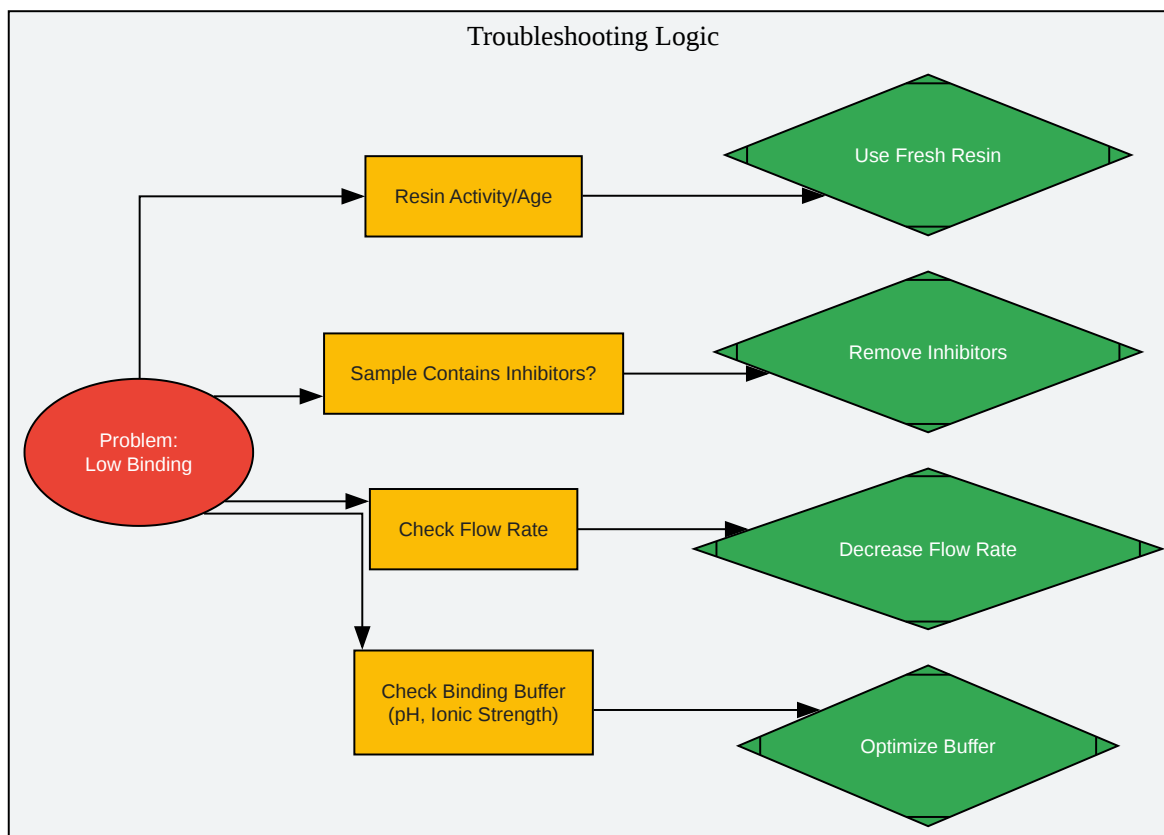 Troubleshooting Logic
Use Fresh Resin
Resin Activity/Age
Remove Inhibitors
Sample Contains Inhibitors?
Problem:
Low Binding
Check Flow Rate
Decrease Flow Rate
Check Binding Buffer
(pH, Ionic Strength)
Optimize Buffer